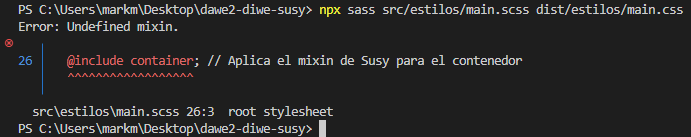 PS C:\Users\markm\Desktop\dawe2-diwe-susy> npx sass src/estilos/main.scss dist/estilos/main.css
Error: Undefined mixin.
26 │ @include container; // Aplica el mixin de Susy para el contenedor
^^^^^^^^^^^^^^^^^^
src\estilos\main.scss 26:3 root stylesheet
PS C:\Users\markm\Desktop\dawe2-diwe-susy>